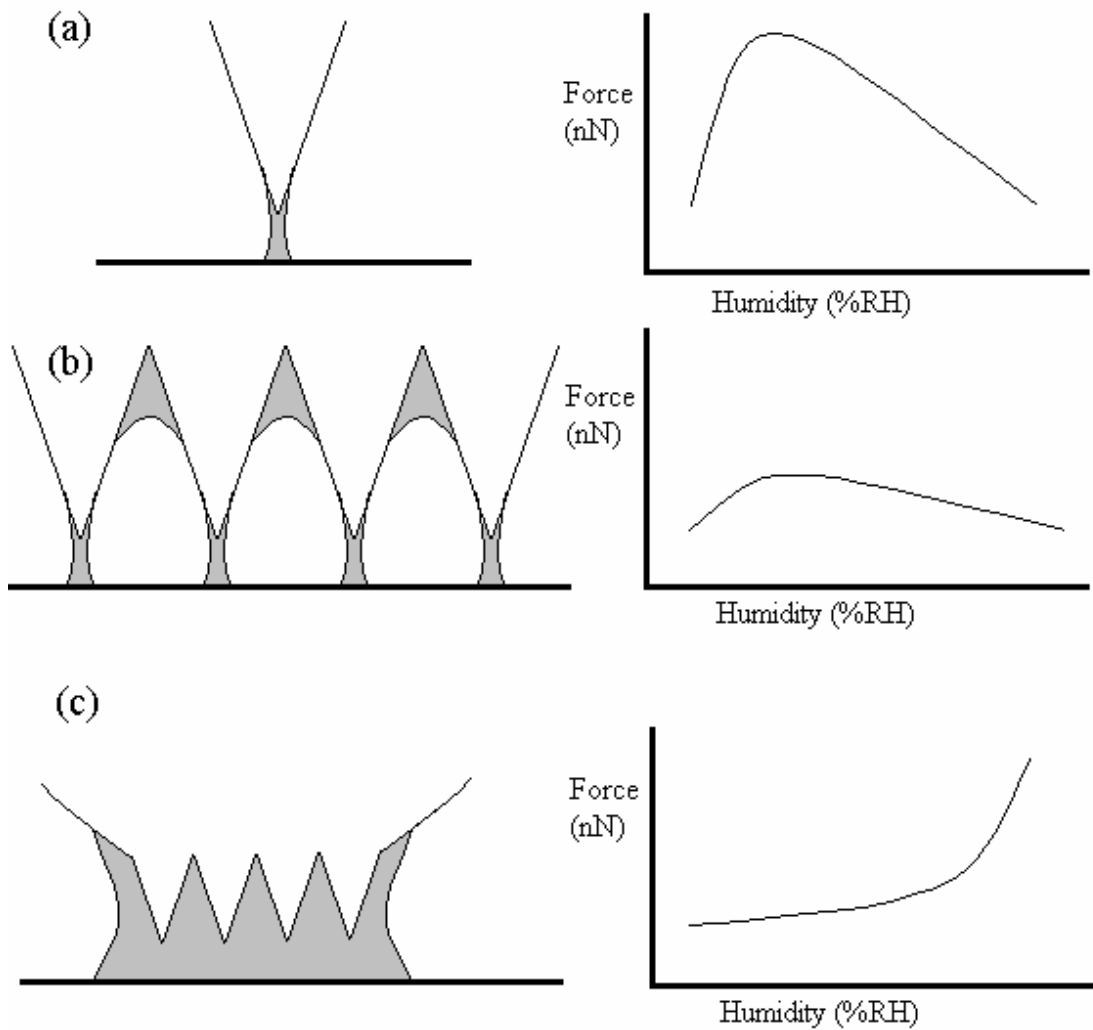 (a)
Force
(nN)
Humidity (%RH)
(b)
Force
(nN)
Humidity (%RH)
(c)
Force
(nN)
Humidity (%RH)